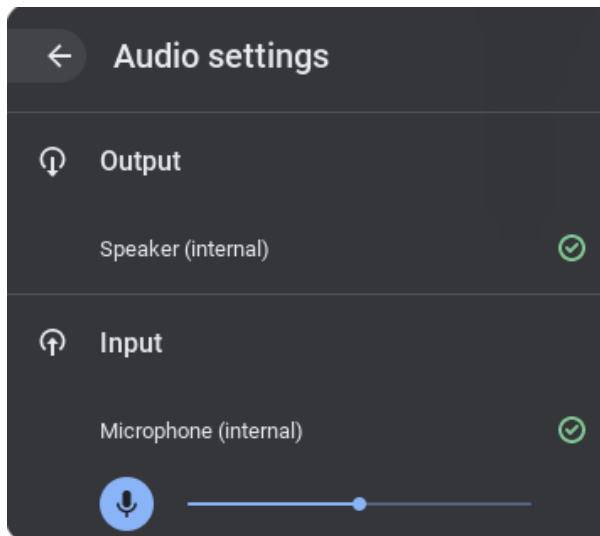 Audio settings
Output
Speaker (internal)
Input
Microphone (internal)